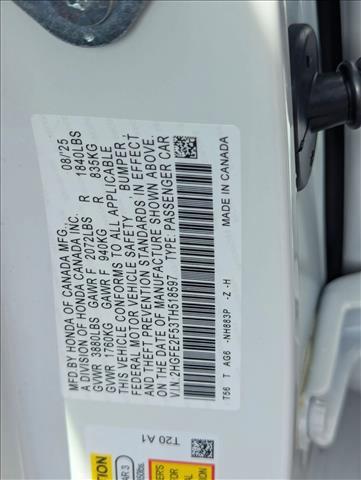 MFD. BY HONDA OF CANADA MFG., 08/25
A DIVISION OF HONDA CANADA INC.
GVWR 3880LBS GAWR F 2072LBS R 1840LBS
GVWR 1760KG GAWR F 940KG R 835KG
THIS VEHICLE CONFORMS TO ALL APPLICABLE
FEDERAL MOTOR VEHICLE SAFETY BUMPER,
PREVENTION STANDARDS, IN EFFECT
ON THE DATE OF MANUFACTURE SHOWN ABOVE.
V.I.N. 2HGFE2F53TH518597 TYPE: PASSENGER CAR
T56 T AG6 -NH883P -Z -H MADE IN CANADA
T20 A1